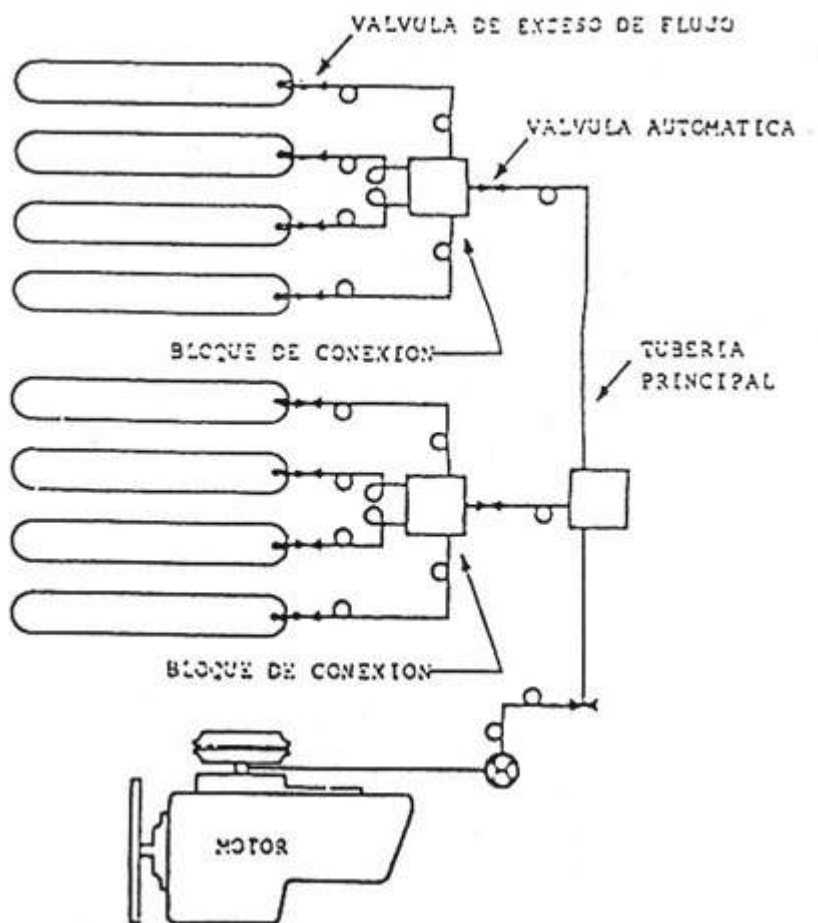 VALVULA DE EXCESO DE FLUJO
VALVULA AUTOMATICA
BLOQUE DE CONEXION
TUBERIA
PRINCIPAL
BLOQUE DE CONEXION
MOTOR